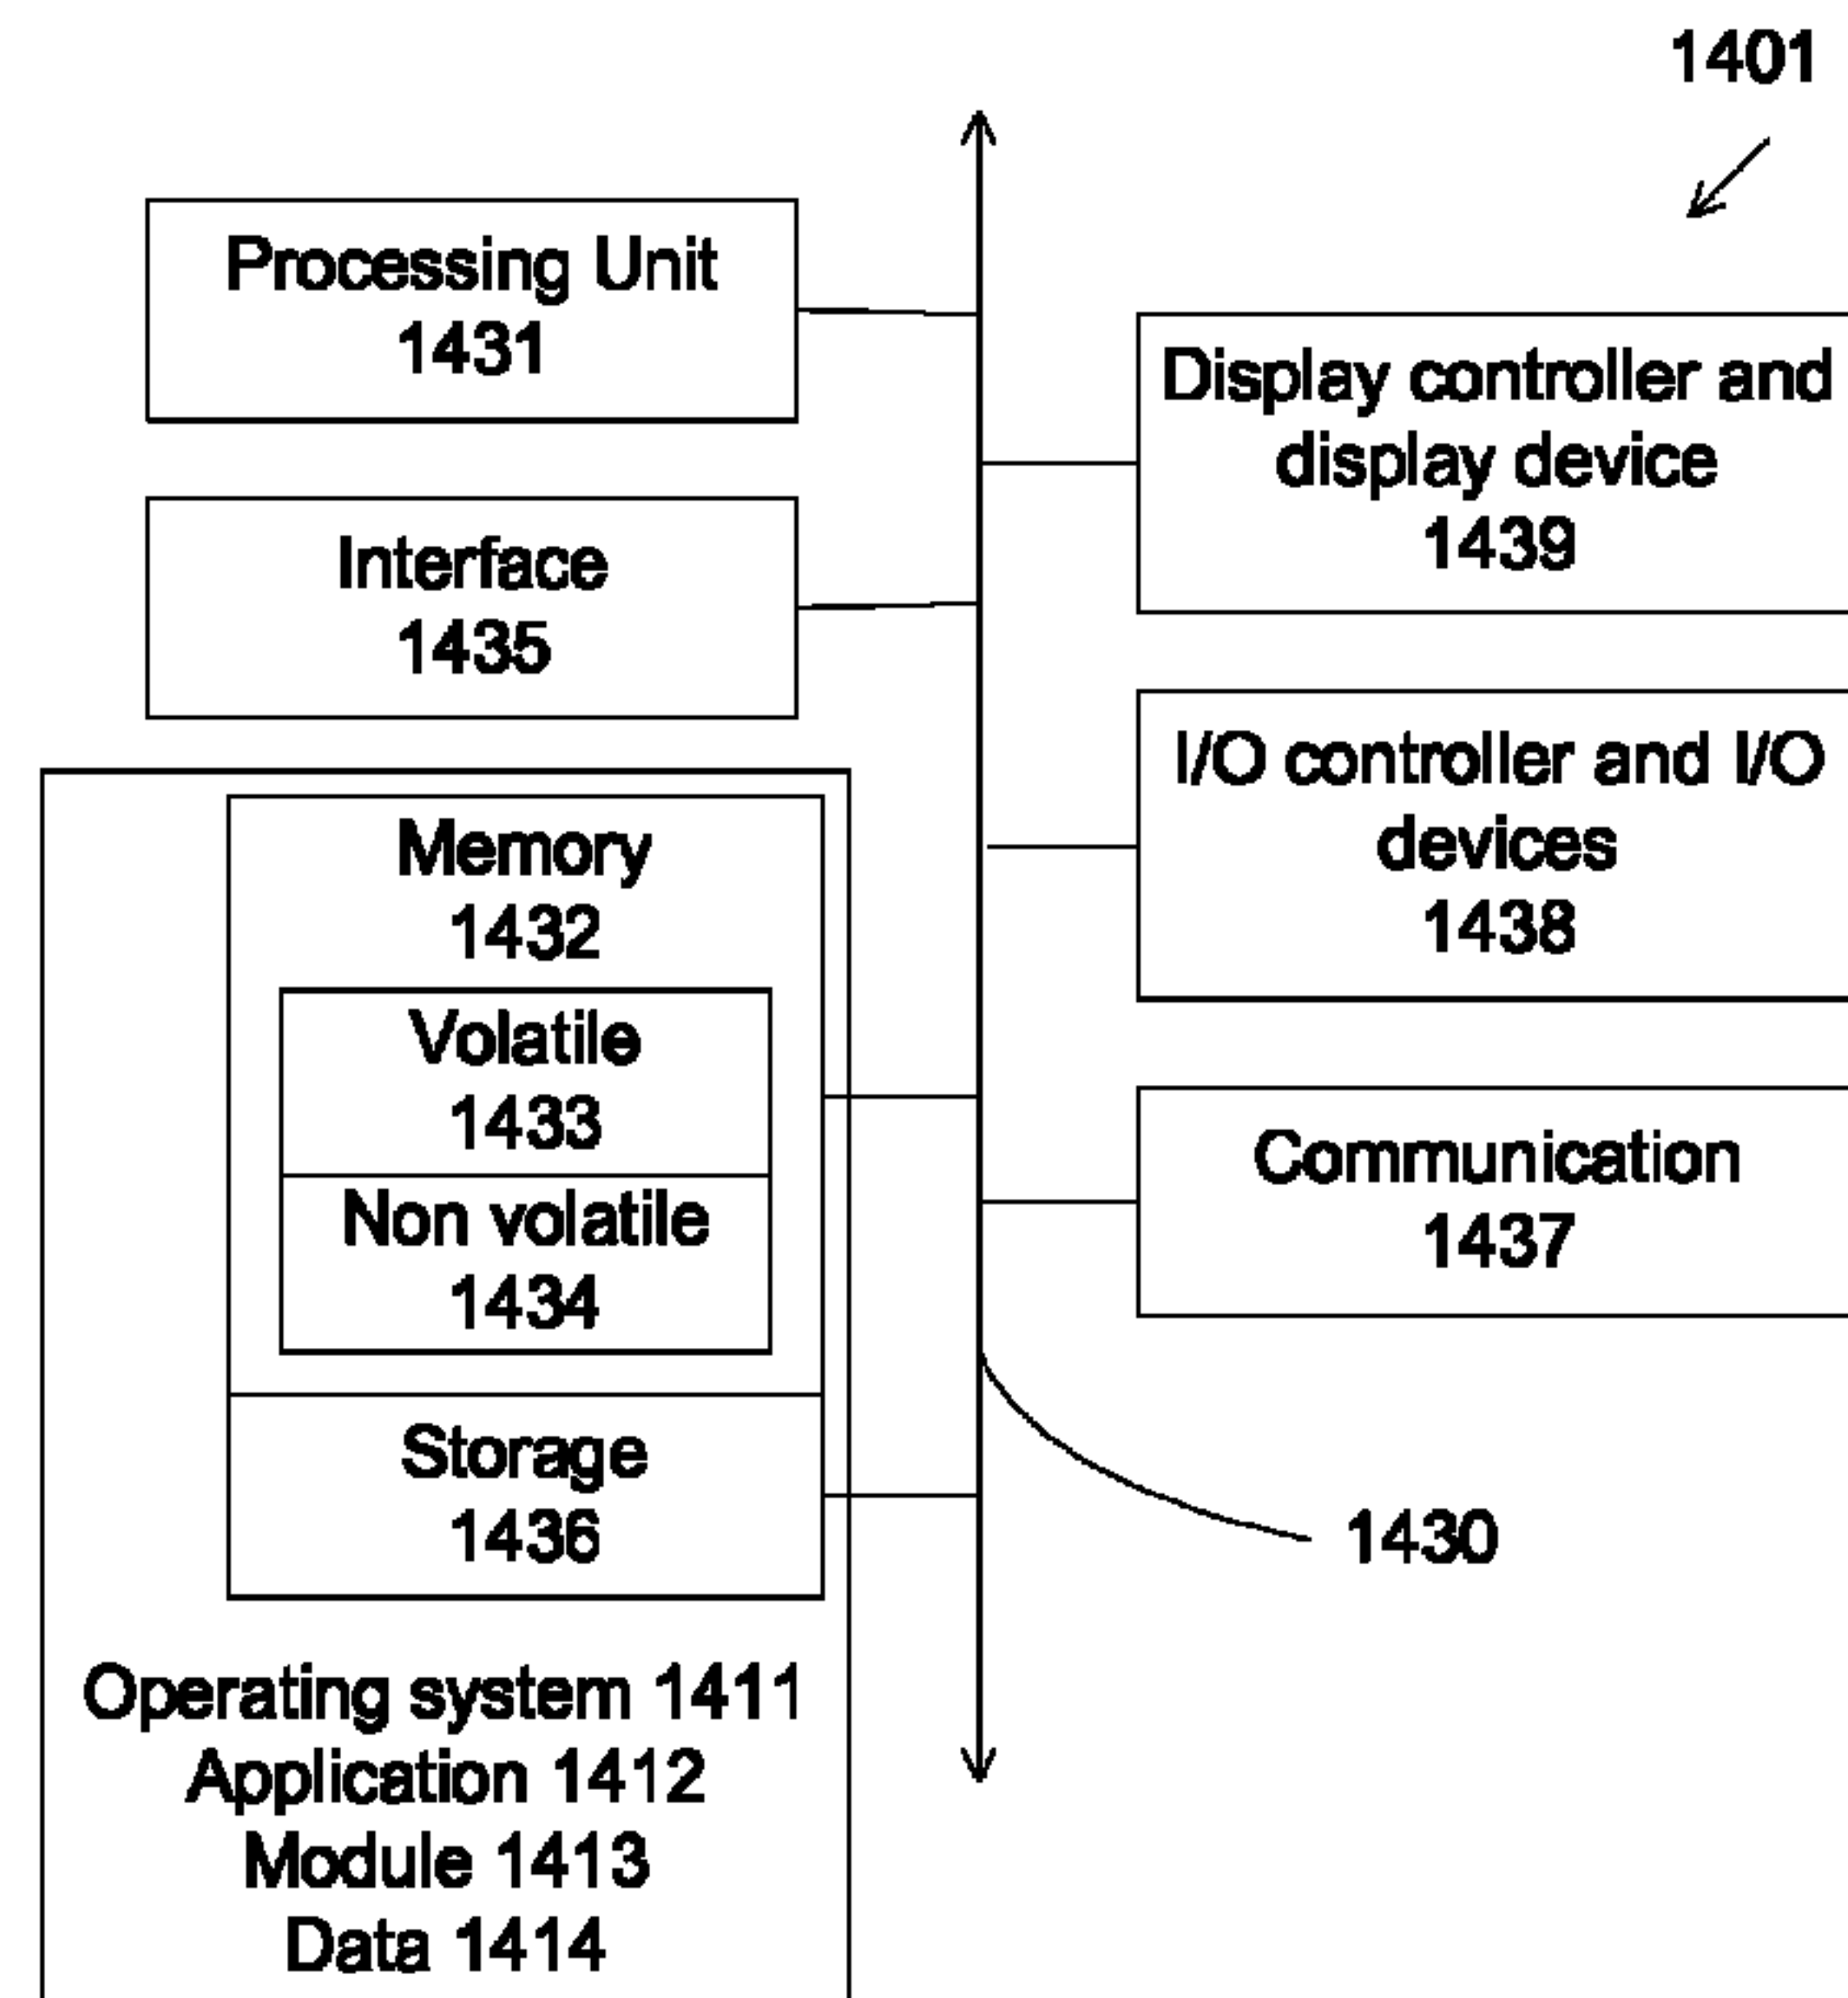 1401
Processing Unit
1431
Interface
1435
Memory
1432
Volatile
1433
Non volatile
1434
Storage
1436
Operating system 1411
Application 1412
Module 1413
Data 1414
Display controller and
display device
1439
I/O controller and I/O
devices
1438
Communication
1437
1430